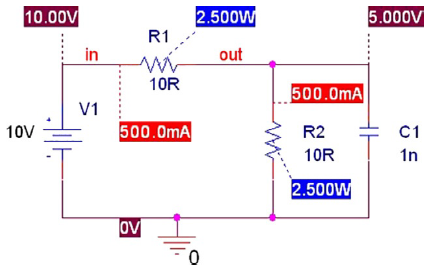 10.00V
2.500W
5.000V
R1
in
out
10R
500.0mA
V1
10V
500.0mA
R2
10R
C1
1n
2.500W
0V
0
+
-